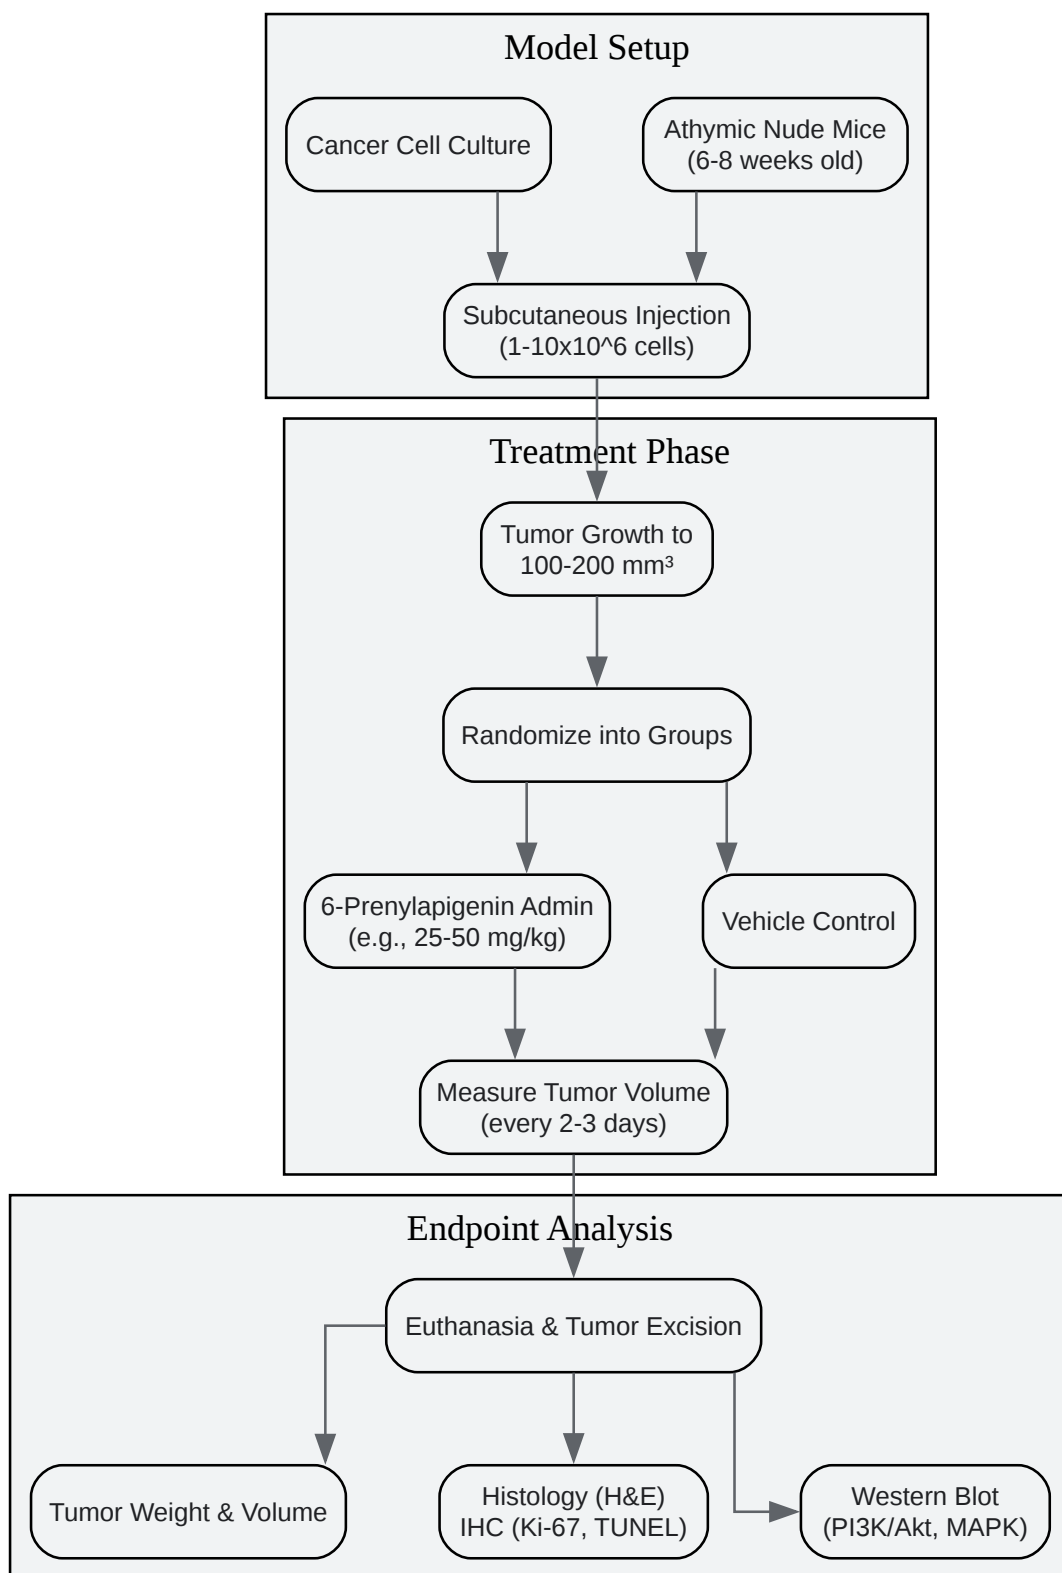 Model Setup
Cancer Cell Culture
Athymic Nude Mice
(6-8 weeks old)
Subcutaneous Injection
(1-10x10^6 cells)
Treatment Phase
Tumor Growth to
100-200 mm³
Randomize into Groups
6-Prenylapigenin Admin
(e.g., 25-50 mg/kg)
Vehicle Control
Measure Tumor Volume
(every 2-3 days)
Endpoint Analysis
Euthanasia & Tumor Excision
Tumor Weight & Volume
Histology (H&E)
IHC (Ki-67, TUNEL)
Western Blot
(PI3K/Akt, MAPK)